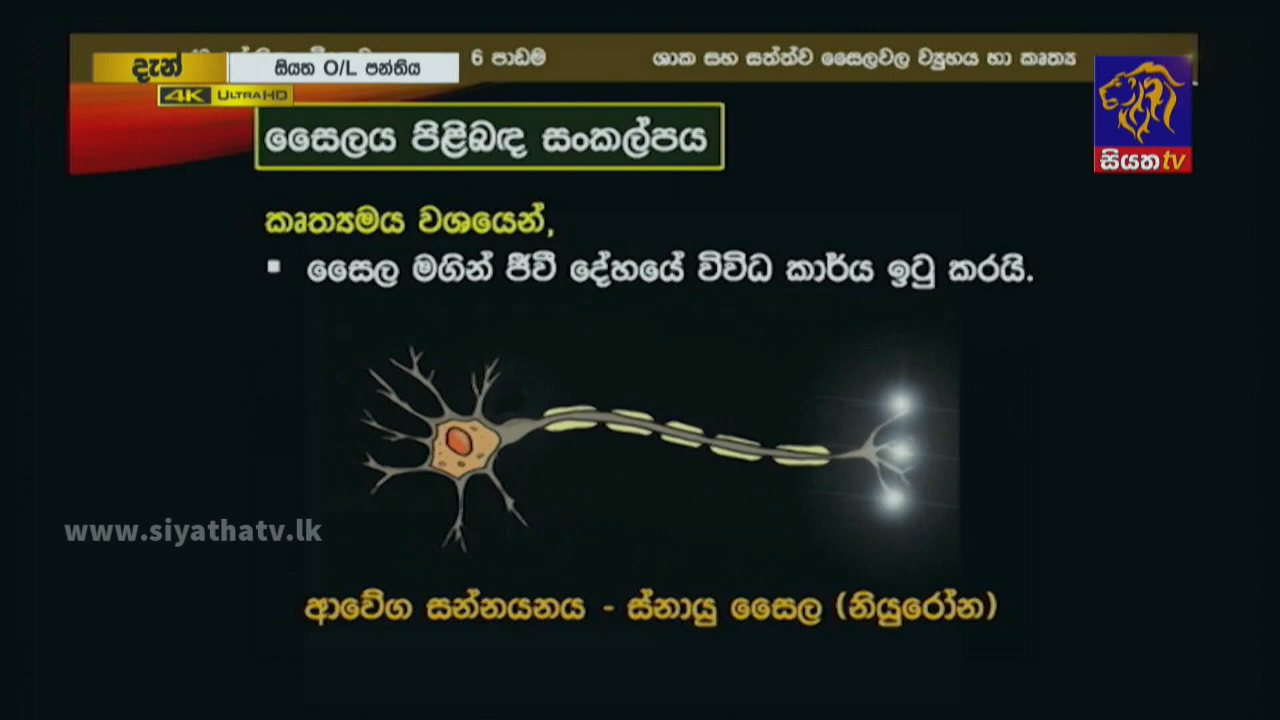 6 පාඩම
ශාක සහ සත්ත්ව සෛලවල ව්‍යුහය හා කෘත්‍ය
දැන්
සියත O/L පන්තිය
4K ULTRA HD
සෛලය පිළිබඳ සංකල්පය
සියත tv
කෘත්‍යමය වශයෙන්,
▪ සෛල මගින් ජීවී දේහයේ විවිධ කාර්ය ඉටු කරයි.
www.siyathatv.lk
ආවේග සන්නයනය - ස්නායු සෛල (නියුරෝන)